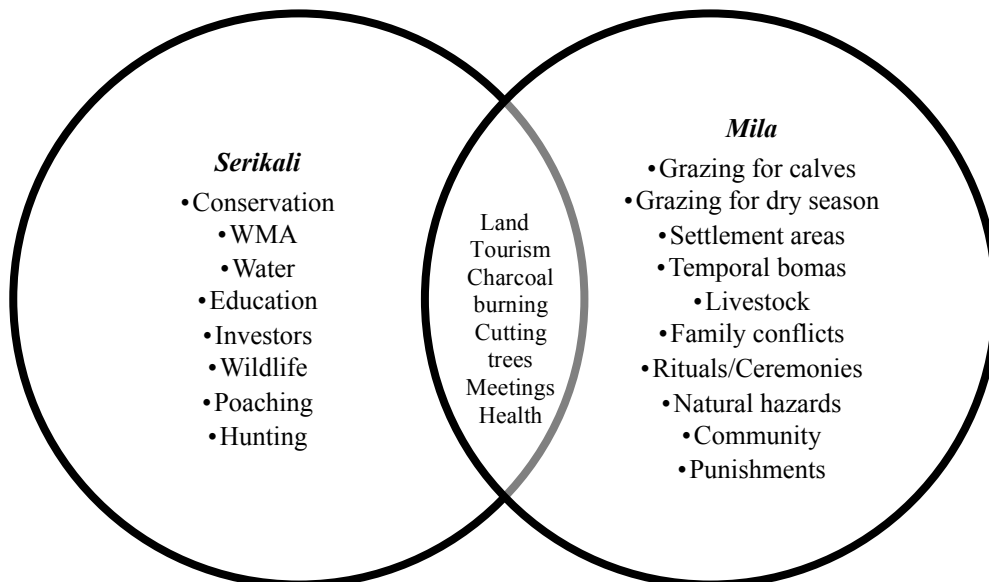 Serikali
•Conservation
•WMA
•Water
•Education
•Investors
•Wildlife
•Poaching
•Hunting
Land
Tourism
Charcoal
burning
Cutting
trees
Meetings
Health
Mila
•Grazing for calves
•Grazing for dry season
•Settlement areas
•Temporal bomas
•Livestock
•Family conflicts
•Rituals/Ceremonies
•Natural hazards
•Community
•Punishments